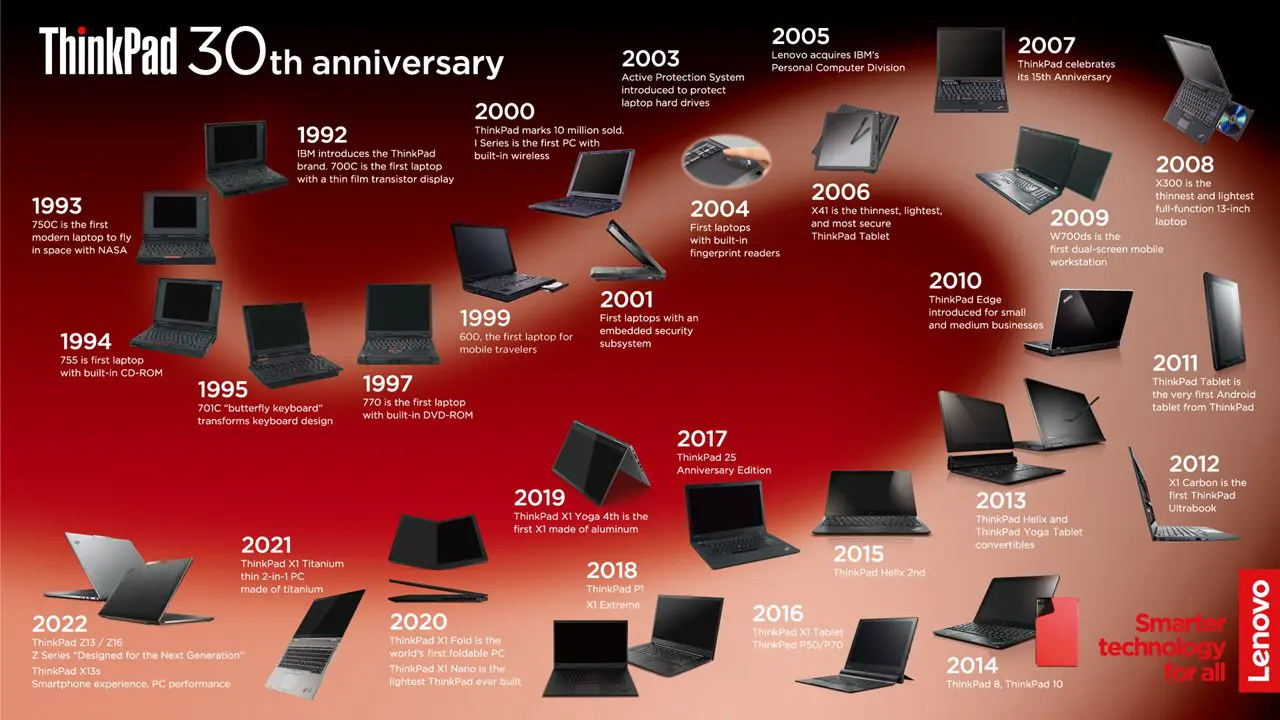 ThinkPad 30th anniversary
1992
IBM introduces the ThinkPad
brand. 700C is the first laptop
with a thin film transistor display
1993
750C is the first
modern laptop to fly
in space with NASA
1994
755 is first laptop
with built-in CD-ROM
1995
701C “butterfly keyboard”
transforms keyboard design
1997
770 is the first laptop
with built-in DVD-ROM
1999
600, the first laptop for
mobile travelers
2000
ThinkPad marks 10 million sold.
I Series is the first PC with
built-in wireless
2001
First laptops with an
embedded security
subsystem
2003
Active Protection System
introduced to protect
laptop hard drives
2004
First laptops
with built-in
fingerprint readers
2005
Lenovo acquires IBM's
Personal Computer Division
2006
X41 is the thinnest, lightest,
and most secure
ThinkPad Tablet
2007
ThinkPad celebrates
its 15th Anniversary
2008
X300 is the
thinnest and lightest
full-function 13-inch
laptop
2009
W700ds is the
first dual-screen mobile
workstation
2010
ThinkPad Edge
introduced for small
and medium businesses
2011
ThinkPad Tablet is
the very first Android
tablet from ThinkPad
2012
X1 Carbon is the
first ThinkPad
Ultrabook
2013
ThinkPad Helix and
ThinkPad Yoga Tablet
convertibles
2014
ThinkPad 8, ThinkPad 10
2015
ThinkPad Helix 2nd
2016
ThinkPad X1 Tablet
ThinkPad P50/P70
2017
ThinkPad 25
Anniversary Edition
2018
ThinkPad P1
X1 Extreme
2019
ThinkPad X1 Yoga 4th is the
first X1 made of aluminum
2020
ThinkPad X1 Fold is the
world's first foldable PC
ThinkPad X1 Nano is the
lightest ThinkPad ever built
2021
ThinkPad X1 Titanium
thin 2-in-1 PC
made of titanium
2022
ThinkPad Z13 / Z16
Z Series “Designed for the Next Generation”
ThinkPad X13s
Smartphone experience, PC performance
Smarter
technology
for all
Lenovo